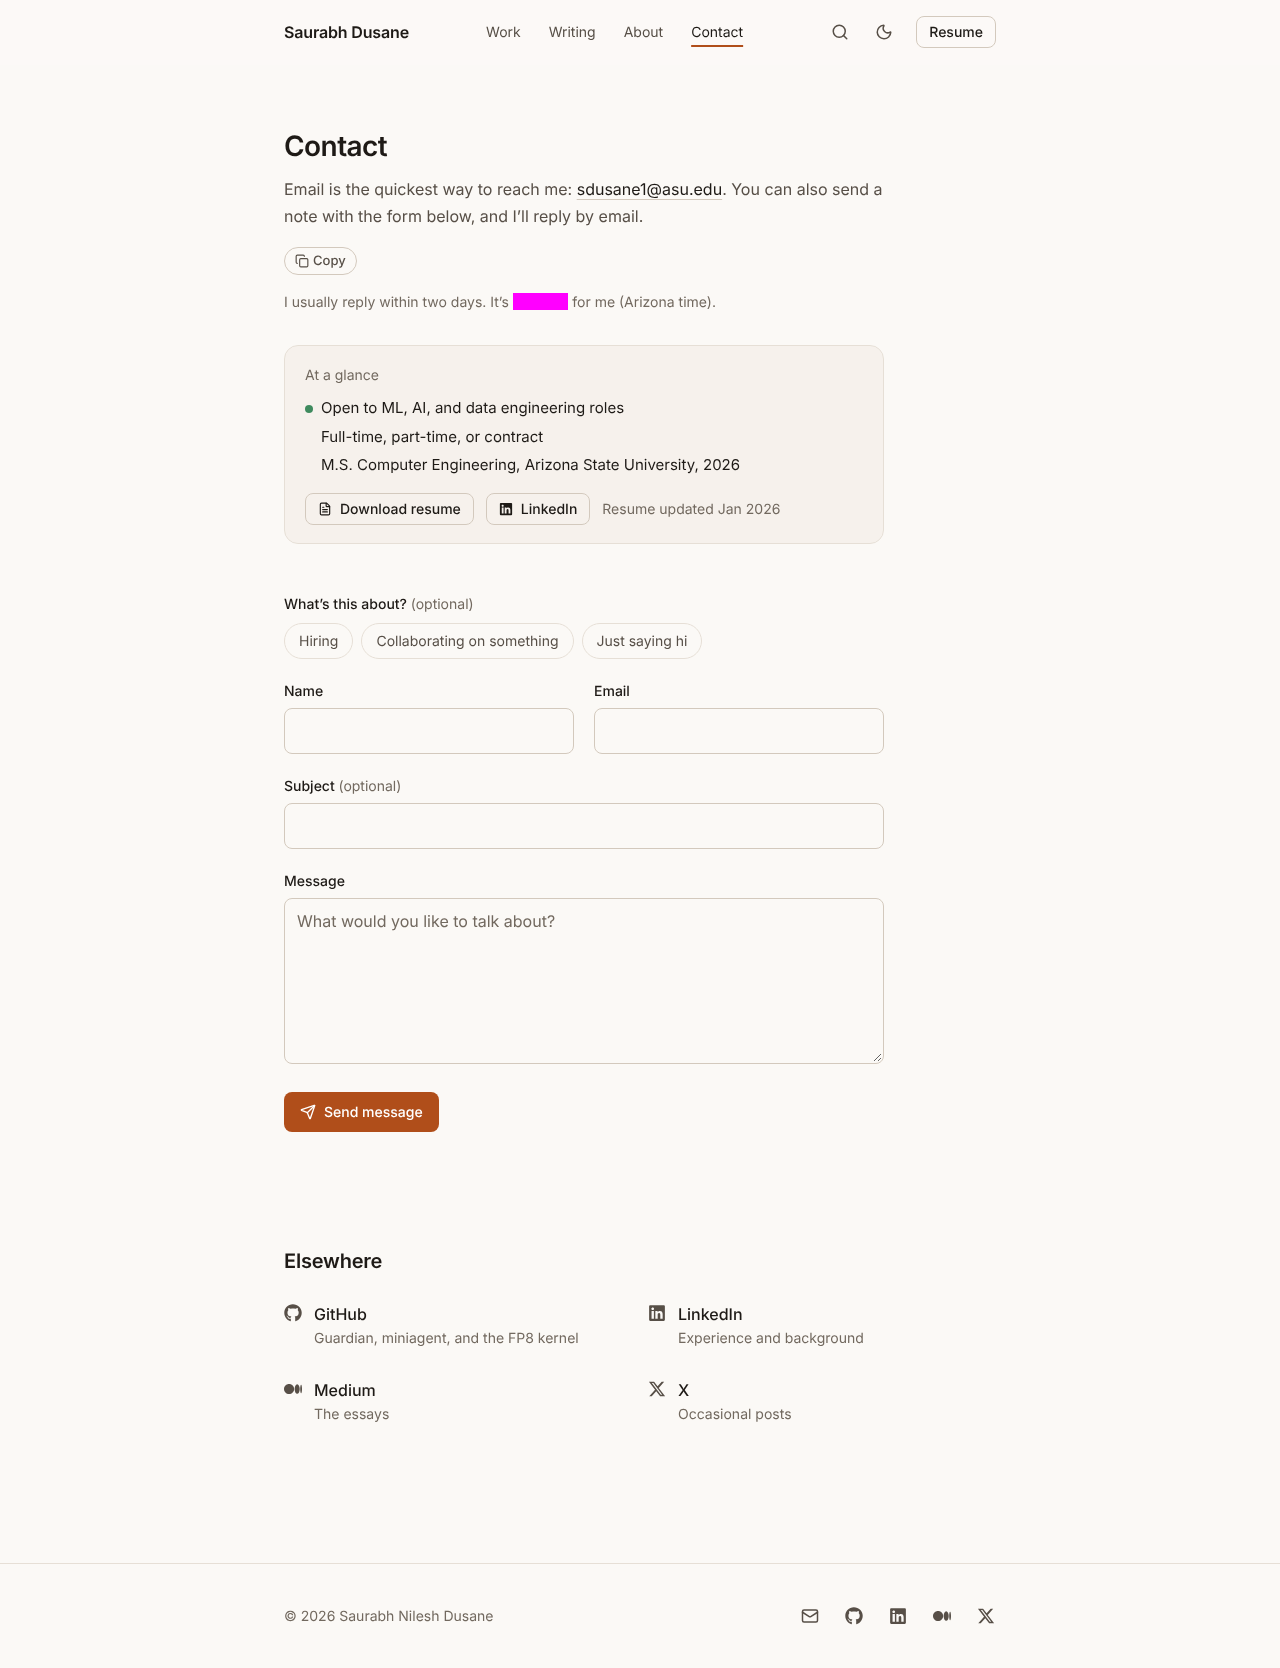 Saurabh Dusane
Work
Writing
About
Contact
Resume
Contact
Email is the quickest way to reach me: sdusane1@asu.edu. You can also send a
note with the form below, and I’ll reply by email.
Copy
I usually reply within two days. It’s for me (Arizona time).
At a glance
Open to ML, AI, and data engineering roles
Full-time, part-time, or contract
M.S. Computer Engineering, Arizona State University, 2026
Download resume
LinkedIn
Resume updated Jan 2026
What’s this about? (optional)
Hiring
Collaborating on something
Just saying hi
Name
Email
Subject (optional)
Message
What would you like to talk about?
Send message
Elsewhere
GitHub
Guardian, miniagent, and the FP8 kernel
LinkedIn
Experience and background
Medium
The essays
X
Occasional posts
© 2026 Saurabh Nilesh Dusane